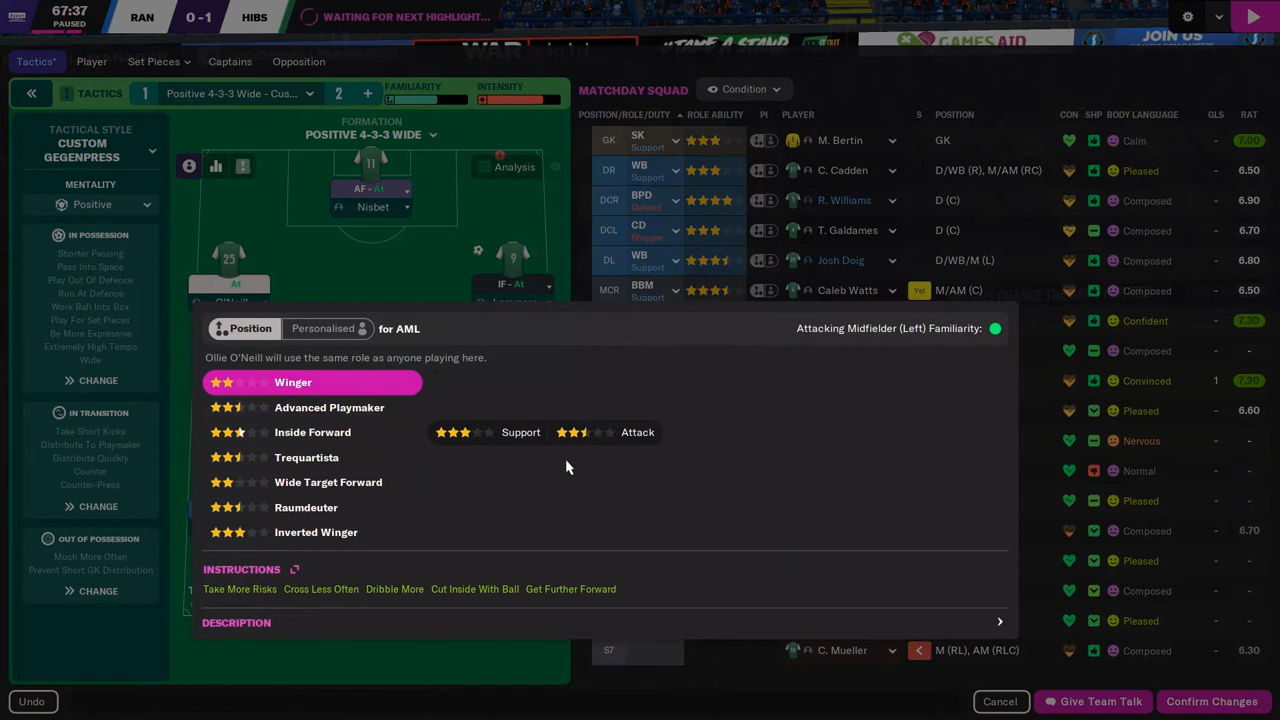 67:37
PAUSED
RAN
0 - 1
HIBS
WAITING FOR NEXT HIGHLIGHT...
TAKE A STAND
GAMES AID
JOIN US
Tactics*
Player
Set Pieces
Captains
Opposition
TACTICS
1
Positive 4-3-3 Wide - Cus...
2
+
FAMILIARITY
INTENSITY
FORMATION
POSITIVE 4-3-3 WIDE
TACTICAL STYLE
CUSTOM
GEGENPRESS
MENTALITY
Positive
IN POSSESSION
Shorter Passing
Pass Into Space
Play Out Of Defence
Run At Defence
Work Ball Into Box
Play For Set Pieces
Be More Expressive
Extremely High Tempo
Wide
CHANGE
IN TRANSITION
Take Short Kicks
Distribute To Playmaker
Distribute Quickly
Counter
Counter-Press
CHANGE
OUT OF POSSESSION
Much More Often
Prevent Short GK Distribution
CHANGE
Analysis
11
AF - At
Nisbet
25
At
9
IF - At
MATCHDAY SQUAD
Condition
POSITION/ROLE/DUTY ROLE ABILITY PI PLAYER S POSITION CON SHP BODY LANGUAGE GLS RAT
GK SK Support M. Bertin GK Calm - 7.00
DR WB Support C. Cadden D/WB (R), M/AM (RC) Pleased - 6.50
DCR BPD Defend R. Williams D (C) Composed - 6.90
DCL CD Stopper T. Galdames D (C) Composed - 6.70
DL WB Support Josh Doig D/WB/M (L) Composed - 6.80
MCR BBM Support Caleb Watts Yel M/AM (C) Composed - 6.50
Confident - 7.30
Composed - -
Convinced 1 7.20
Pleased - 6.60
Nervous - -
Normal - -
Pleased - -
Composed - 6.70
Pleased - -
Composed - -
Pleased - -
S7 C. Mueller M (RL), AM (RLC) Composed - 6.30
Position
Personalised
for AML
Attacking Midfielder (Left) Familiarity:
Ollie O'Neill will use the same role as anyone playing here.
Winger
Advanced Playmaker
Inside Forward Support Attack
Trequartista
Wide Target Forward
Raumdeuter
Inverted Winger
INSTRUCTIONS
Take More Risks Cross Less Often Dribble More Cut Inside With Ball Get Further Forward
DESCRIPTION
Undo
Cancel
Give Team Talk
Confirm Changes